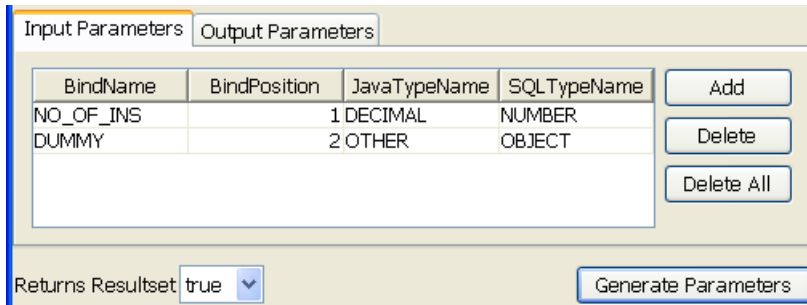 Input Parameters Output Parameters
BindName BindPosition JavaTypeName SQLTypeName
NO_OF_INS 1 DECIMAL NUMBER
DUMMY 2 OTHER OBJECT
Add
Delete
Delete All
Returns Resultset true Generate Parameters